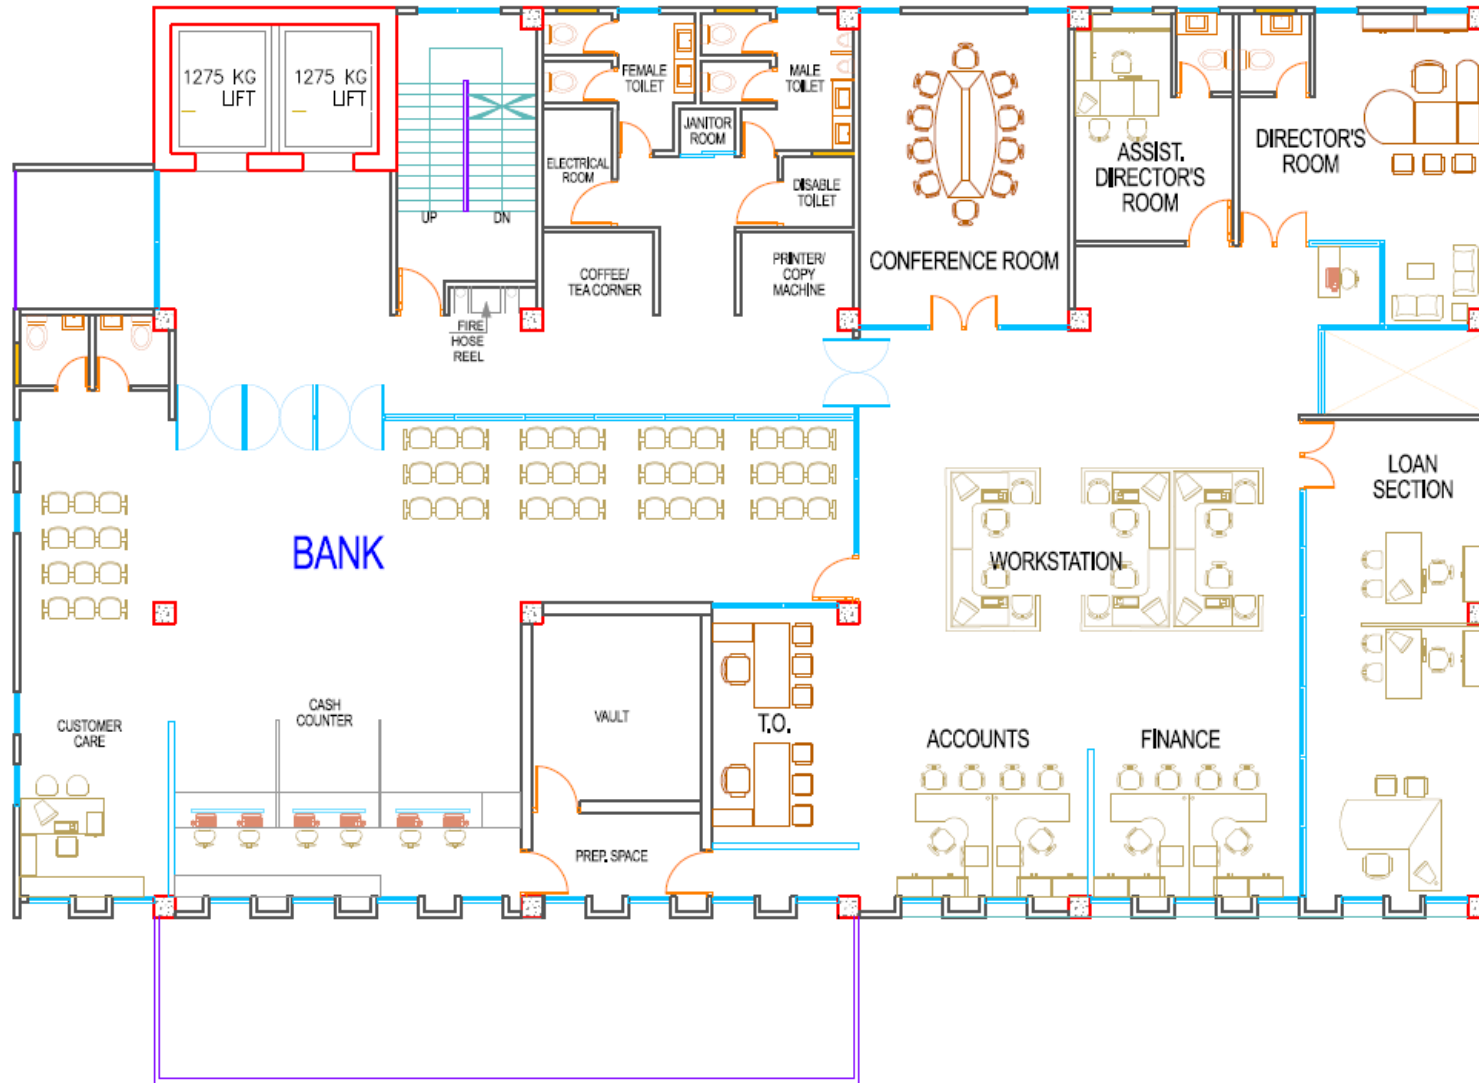 1275 KG
LIFT
1275 KG
LIFT
UP
DN
FEMALE
TOILET
MALE
TOILET
JANITOR
ROOM
ELECTRICAL
ROOM
DISABLE
TOILET
COFFEE/
TEA CORNER
PRINTER/
COPY
MACHINE
FIRE
HOSE
REEL
CONFERENCE ROOM
ASSIST.
DIRECTOR'S
ROOM
DIRECTOR'S
ROOM
BANK
WORKSTATION
LOAN
SECTION
CUSTOMER
CARE
CASH
COUNTER
VAULT
T.O.
PREP. SPACE
ACCOUNTS
FINANCE